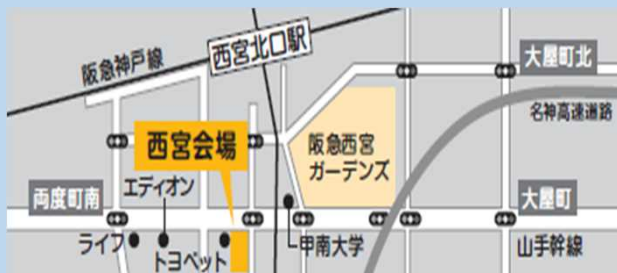 西宮北口駅
大屋町北
阪急神戸線
名神高速道路
西宮会場
阪急西宮
ガーデンズ
エディオン
両度町南
大屋町
ライフ
トヨペット
甲南大学
山手幹線